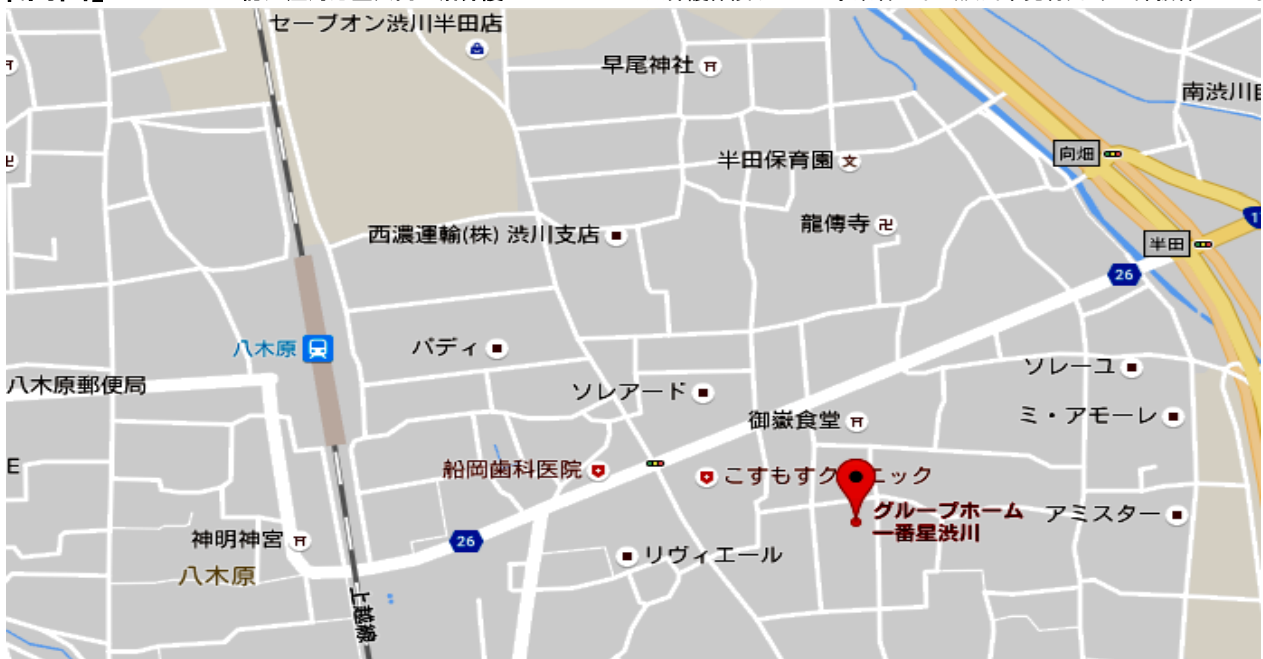 セーブオン渋川半田店
早尾神社
南渋川
半田保育園
向畑
龍傳寺
西濃運輸(株) 渋川支店
半田
26
八木原
バディ
ソレーユ
八木原郵便局
ソレアード
ミ・アモーレ
御嶽食堂
E
船岡歯科医院
こすもすク
ニック
グループホーム
一番星渋川
アミスター
神明神宮
26
リヴィエール
八木原
上越線